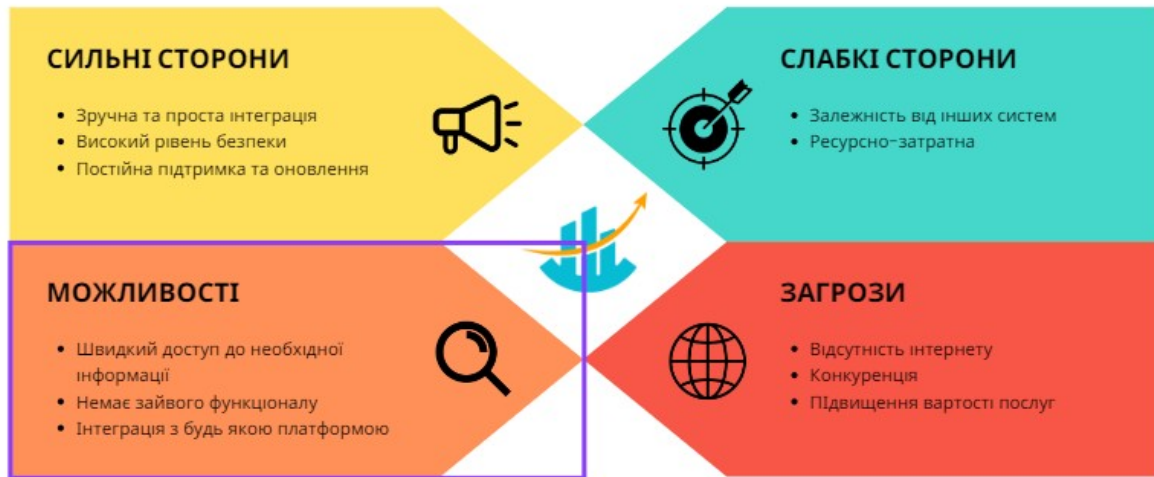 СИЛЬНІ СТОРОНИ
• Зручна та проста інтеграція
• Високий рівень безпеки
• Постійна підтримка та оновлення
СЛАБКІ СТОРОНИ
• Залежність від інших систем
• Ресурсно-затратна
МОЖЛИВОСТІ
• Швидкий доступ до необхідної
інформації
• Немає зайвого функціоналу
• Інтеграція з будь якою платформою
ЗАГРОЗИ
• Відсутність інтернету
• Конкуренція
• ПІдвищення вартості послуг